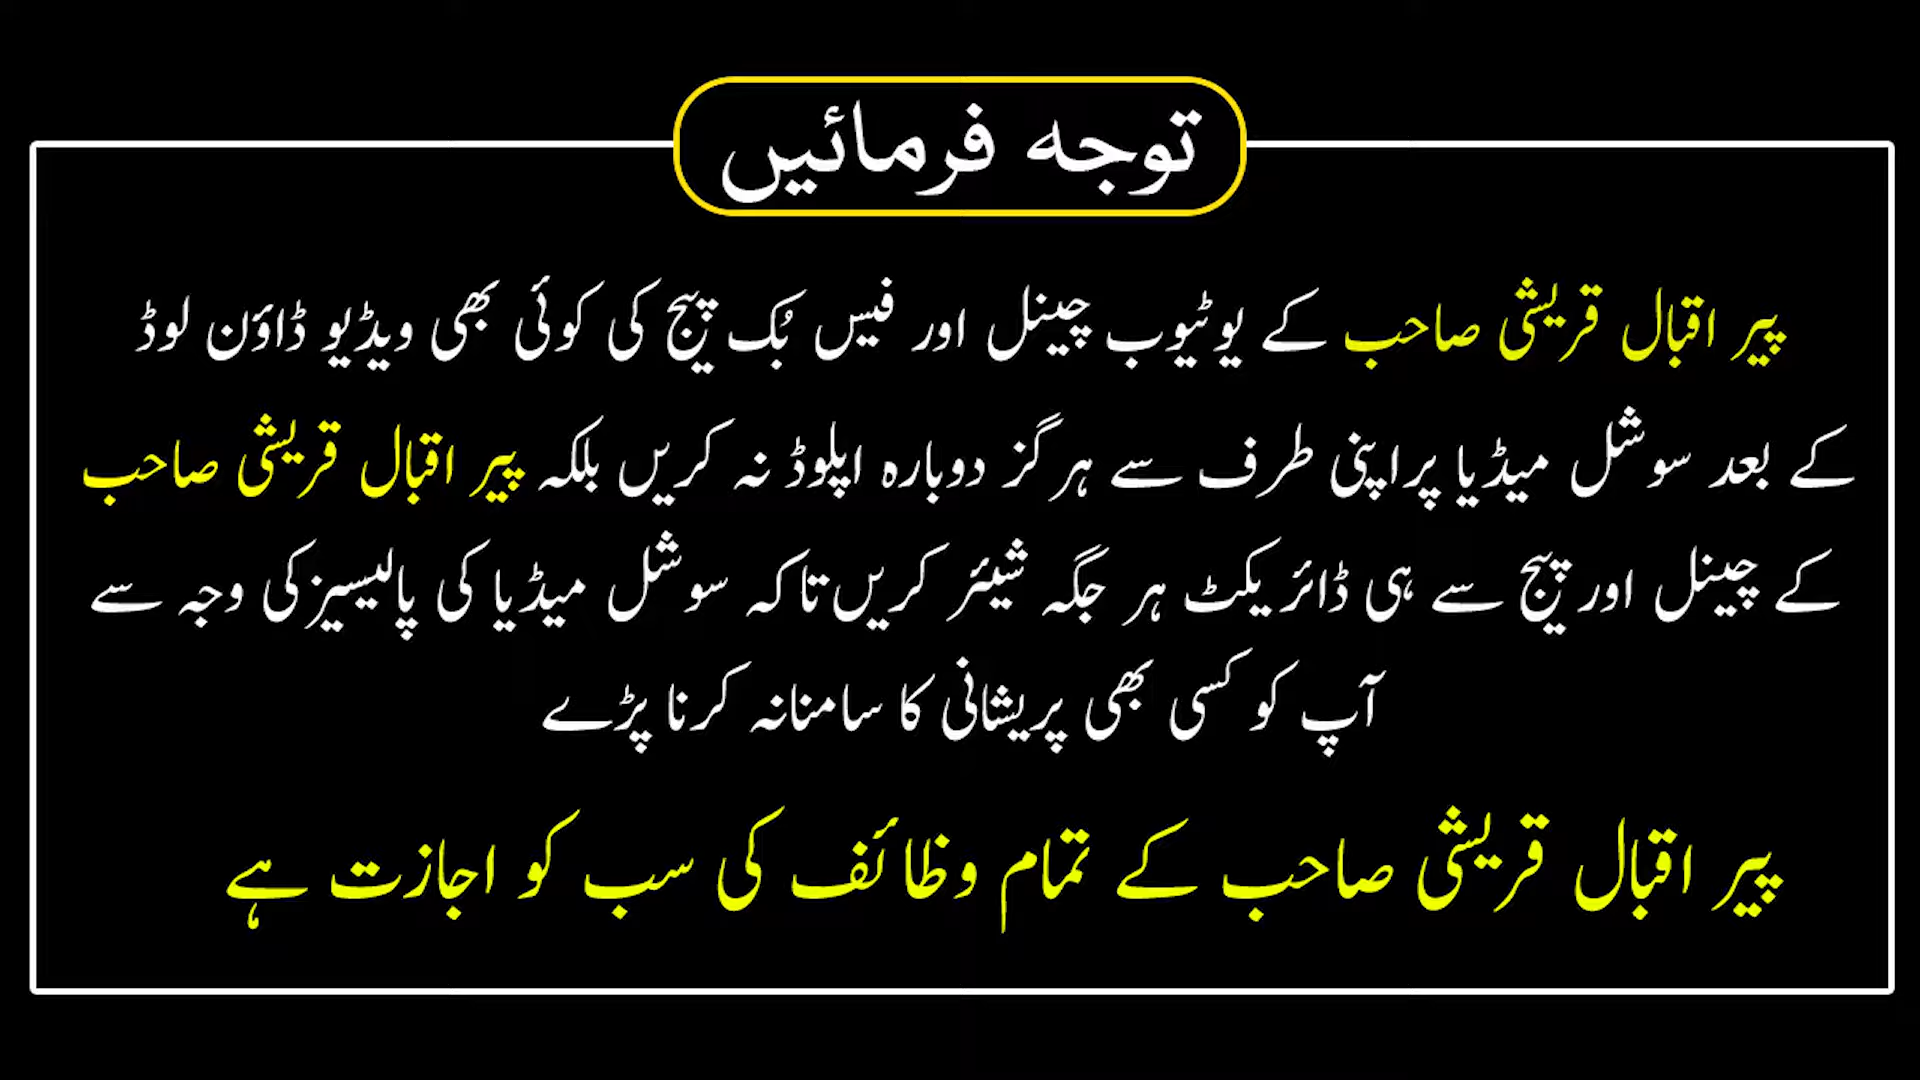 توجہ فرمائیں
پیر اقبال قریشی صاحب کے یوٹیوب چینل اور فیس بُک پیج کی کوئی بھی ویڈیو ڈاؤن لوڈ
کے بعد سوشل میڈیا پر اپنی طرف سے ہرگز دوبارہ اپلوڈ نہ کریں بلکہ پیر اقبال قریشی صاحب
کے چینل اور پیج سے ہی ڈائریکٹ ہر جگہ شیئر کریں تاکہ سوشل میڈیا کی پالیسیز کی وجہ سے
آپ کو کسی بھی پریشانی کا سامنانہ کرنا پڑے
پیر اقبال قریشی صاحب کے تمام وظائف کی سب کو اجازت ہے